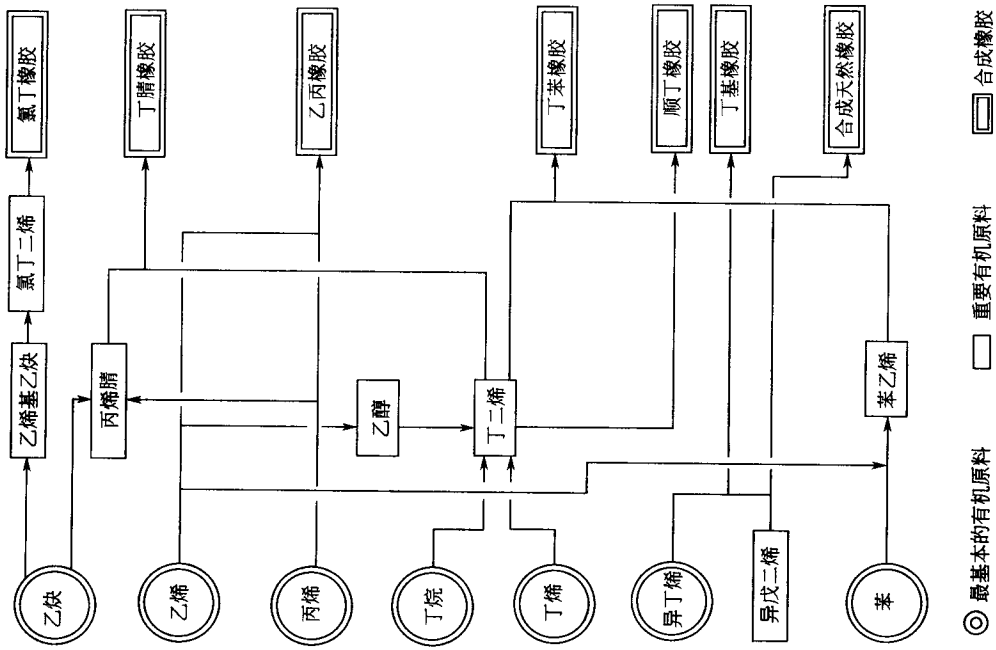 乙炔
乙烯基乙炔
氯丁二烯
氯丁橡胶
丙烯腈
丁腈橡胶
乙烯
丙烯
乙丙橡胶
乙醇
丁烷
丁二烯
丁烯
丁苯橡胶
顺丁橡胶
异丁烯
丁基橡胶
异戊二烯
合成天然橡胶
苯
苯乙烯
最基本的有机原料
重要有机原料
合成橡胶